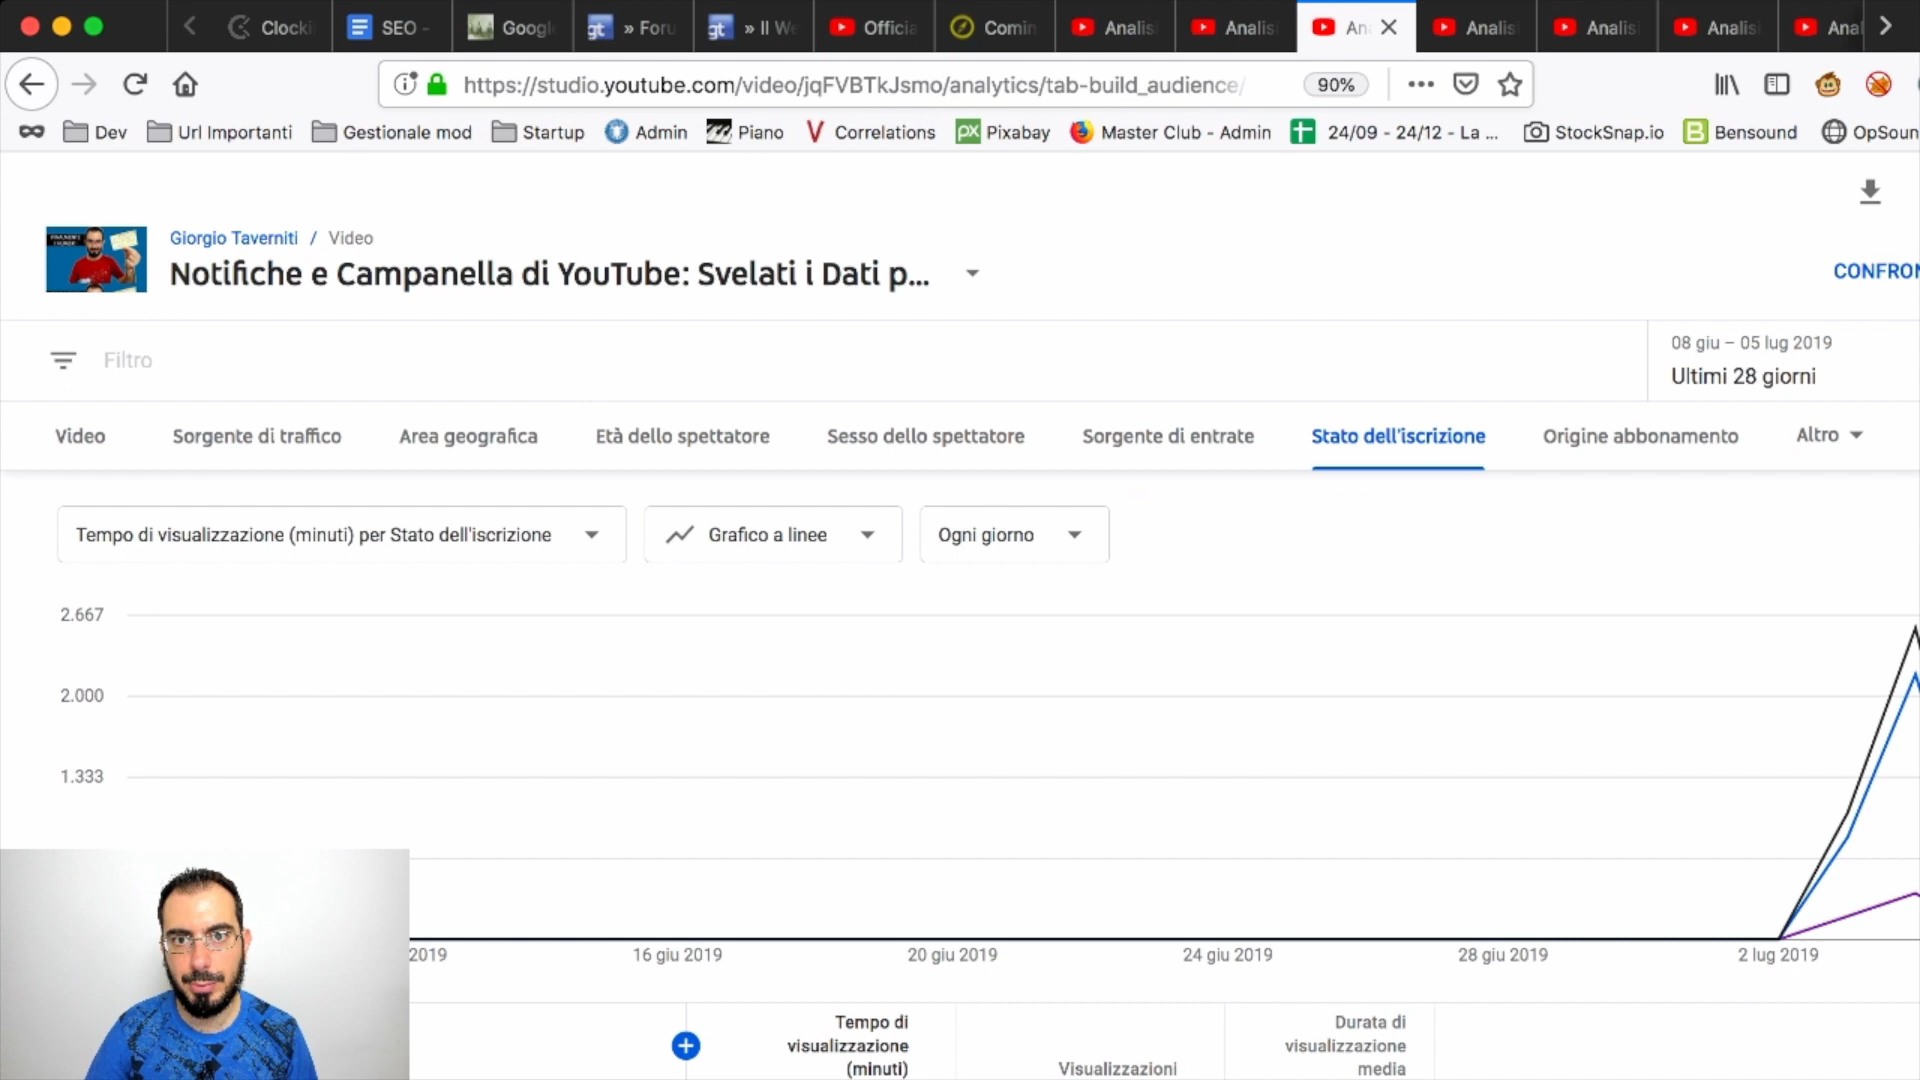 Clocki
SEO -
Google
» Foru
» Il We
Officia
Comin
Analis
Analis
An
Analis
Analis
Analis
Anal
https://studio.youtube.com/video/jqFVBTkJsmo/analytics/tab-build_audience/
90%
Dev
Url Importanti
Gestionale mod
Startup
Admin
Piano
Correlations
Pixabay
Master Club - Admin
24/09 - 24/12 - La ...
StockSnap.io
Bensound
OpSoun
Giorgio Taverniti / Video
Notifiche e Campanella di YouTube: Svelati i Dati p...
CONFRON
Filtro
08 giu – 05 lug 2019
Ultimi 28 giorni
Video
Sorgente di traffico
Area geografica
Età dello spettatore
Sesso dello spettatore
Sorgente di entrate
Stato dell'iscrizione
Origine abbonamento
Altro
Tempo di visualizzazione (minuti) per Stato dell'iscrizione
Grafico a linee
Ogni giorno
2.667
2.000
1.333
2019
16 giu 2019
20 giu 2019
24 giu 2019
28 giu 2019
2 lug 2019
Tempo di
visualizzazione
(minuti)
Visualizzazioni
Durata di
visualizzazione
media